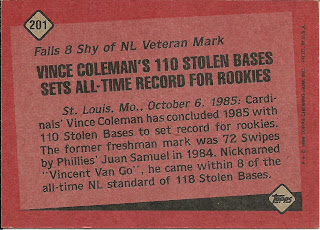 201
Falls 8 Shy of NL Veteran Mark
VINCE COLEMAN'S 110 STOLEN BASES
SETS ALL-TIME RECORD FOR ROOKIES
St. Louis, Mo., October 6, 1985: Cardi-
nals' Vince Coleman has concluded 1985 with
110 Stolen Bases to set record for rookies.
The former freshman mark was 72 Swipes
by Phillies' Juan Samuel in 1984. Nicknamed
"Vincent Van Go", he came within 8 of the
all-time NL standard of 118 Stolen Bases.
Topps